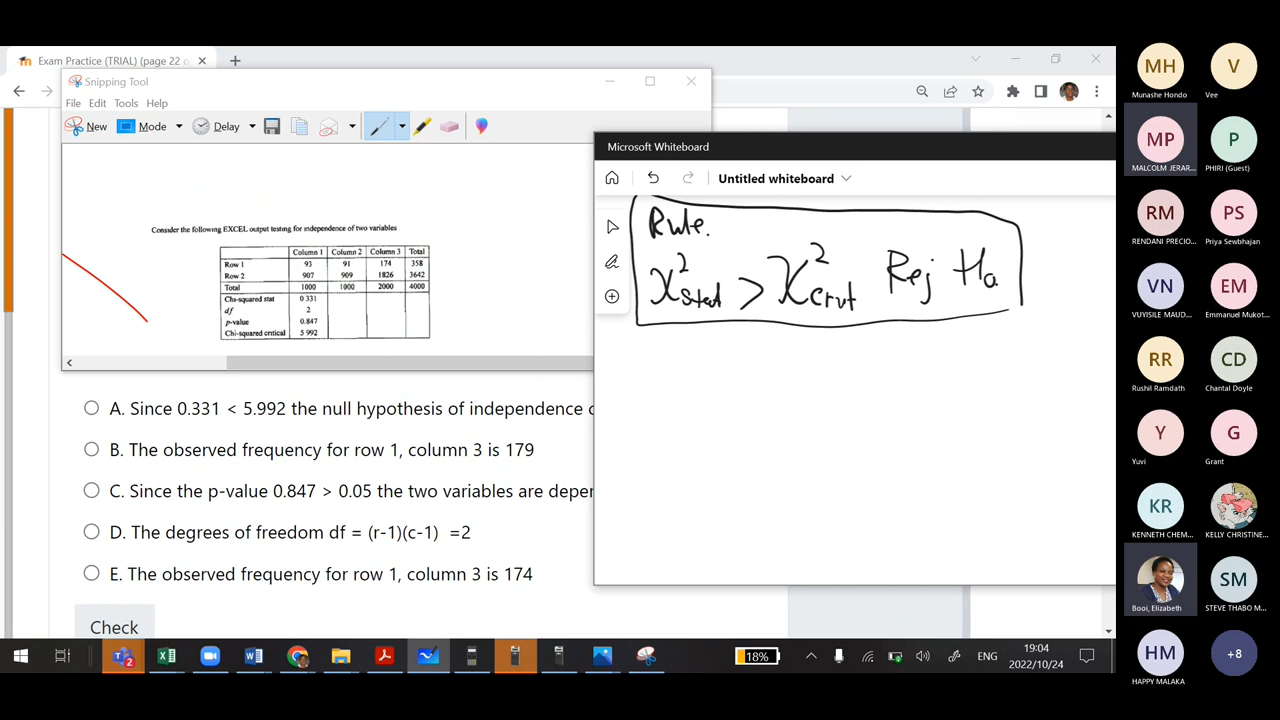 Exam Practice (TRIAL) (page 22 o
Snipping Tool
File Edit Tools Help
New Mode Delay
Consider the following EXCEL output testing for independence of two variables
Column 1 Column 2 Column 3 Total
Row 1 93 91 174 358
Row 2 907 909 1826 3642
Total 1000 1000 2000 4000
Chi-squared stat 0 331
df 2
p-value 0.847
Chi-squared critical 5 992
A. Since 0.331 < 5.992 the null hypothesis of independence c
B. The observed frequency for row 1, column 3 is 179
C. Since the p-value 0.847 > 0.05 the two variables are depen
D. The degrees of freedom df = (r-1)(c-1) =2
E. The observed frequency for row 1, column 3 is 174
Check
Microsoft Whiteboard
Untitled whiteboard
Rule.
X² stat > X² crit Rej Ho
MH V
Munashe Hondo Vee
MP P
MALCOLM JERAR... PHIRI (Guest)
RM PS
RENDANI PRECIO... Priya Sewbhajan
VN EM
VUYISILE MAUD... Emmanuel Mukot...
RR CD
Rushil Ramdath Chantal Doyle
Y G
Yuvi Grant
KR
KENNETH CHEM... KELLY CHRISTINE...
SM
Booi, Elizabeth STEVE THABO M...
HM +8
HAPPY MALAKA
18% ENG 19:04
2022/10/24